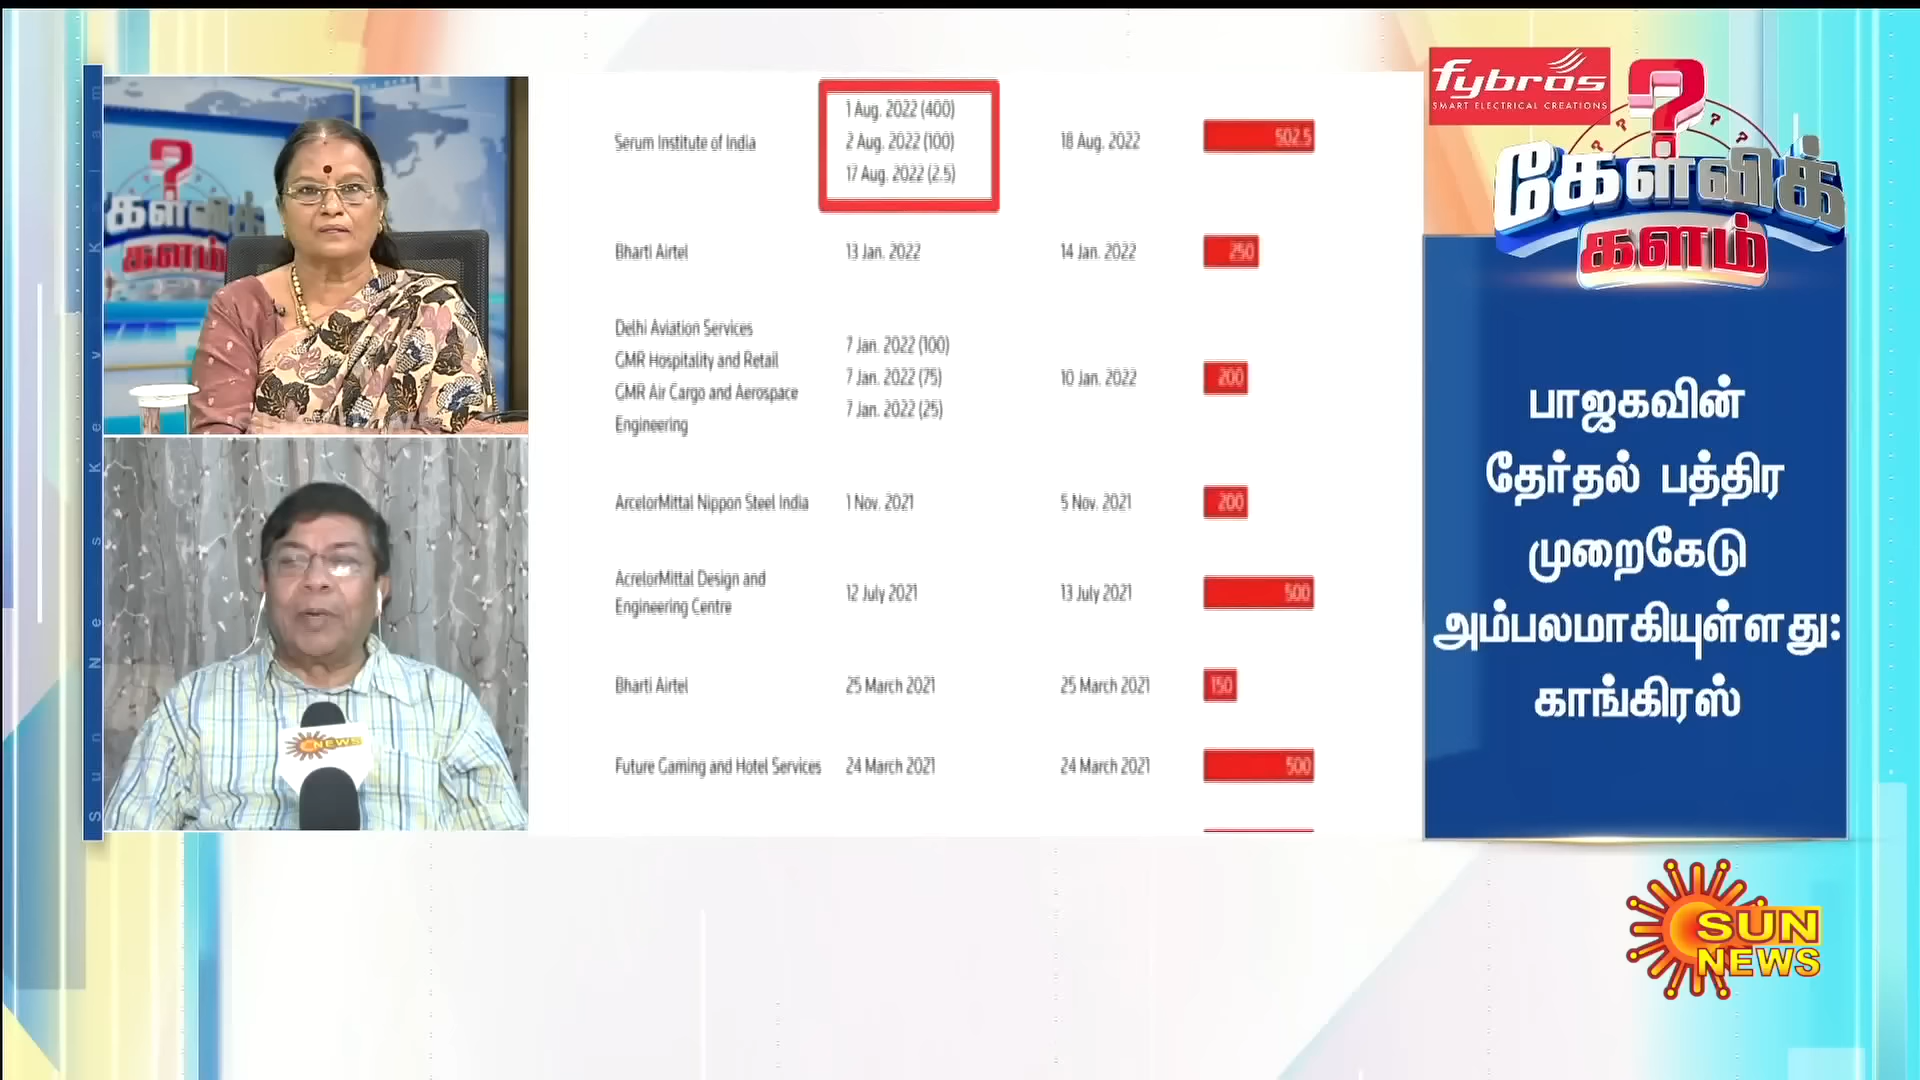 Sun News Kelvi Kalam
?
கேள்விக்
களம்
NEWS
Serum Institute of India
1 Aug. 2022 (400)
2 Aug. 2022 (100)
17 Aug. 2022 (2.5)
18 Aug. 2022
502.5
Bharti Airtel
13 Jan. 2022
14 Jan. 2022
250
Delhi Aviation Services
GMR Hospitality and Retail
GMR Air Cargo and Aerospace
Engineering
7 Jan. 2022 (100)
7 Jan. 2022 (75)
7 Jan. 2022 (25)
10 Jan. 2022
200
ArcelorMittal Nippon Steel India
1 Nov. 2021
5 Nov. 2021
200
AcrelorMittal Design and
Engineering Centre
12 July 2021
13 July 2021
500
Bharti Airtel
25 March 2021
25 March 2021
150
Future Gaming and Hotel Services
24 March 2021
24 March 2021
500
fybros
SMART ELECTRICAL CREATIONS
?
கேள்விக்
களம்
பாஜகவின்
தேர்தல் பத்திர
முறைகேடு
அம்பலமாகியுள்ளது:
காங்கிரஸ்
SUN
NEWS